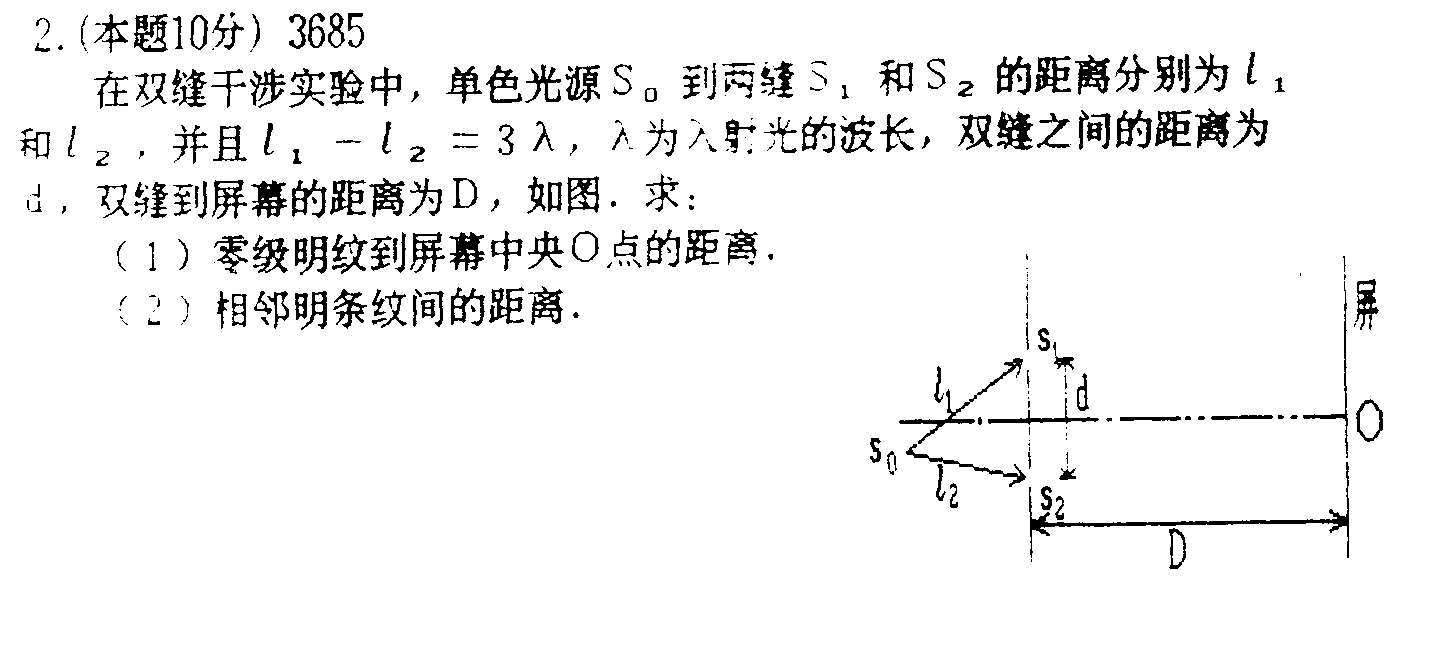 2.(本题10分) 3685
在双缝干涉实验中，单色光源S₀到两缝S₁和S₂的距离分别为l₁
和l₂，并且l₁－l₂＝3λ，λ为入射光的波长，双缝之间的距离为
d，双缝到屏幕的距离为D，如图．求：
（1）零级明纹到屏幕中央O点的距离．
（2）相邻明条纹间的距离．
屏
S₁
l₁
d
O
S₀
l₂
S₂
D